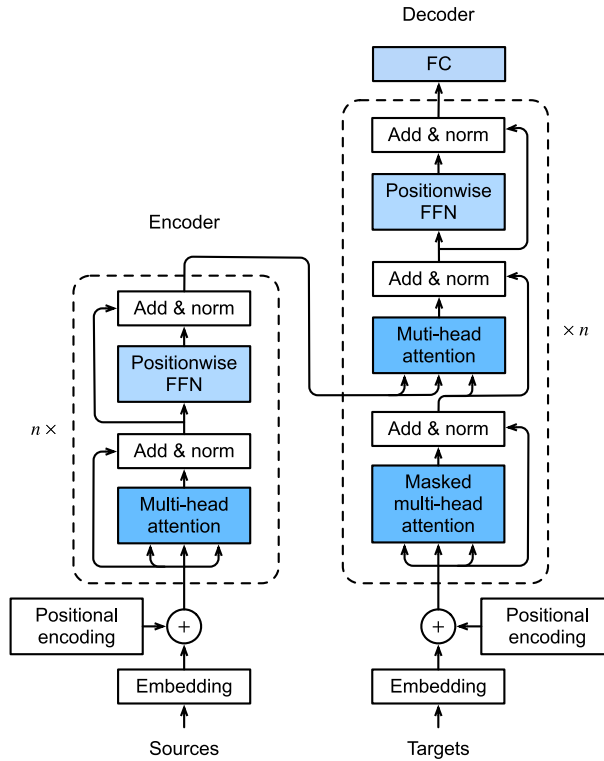 Decoder
FC
Add & norm
Positionwise
FFN
Encoder
Add & norm
Add & norm
× n
Muti-head
attention
Positionwise
FFN
n ×
Add & norm
Add & norm
Multi-head
attention
Masked
multi-head
attention
Positional
encoding
+
+
Positional
encoding
Embedding
Embedding
Sources
Targets